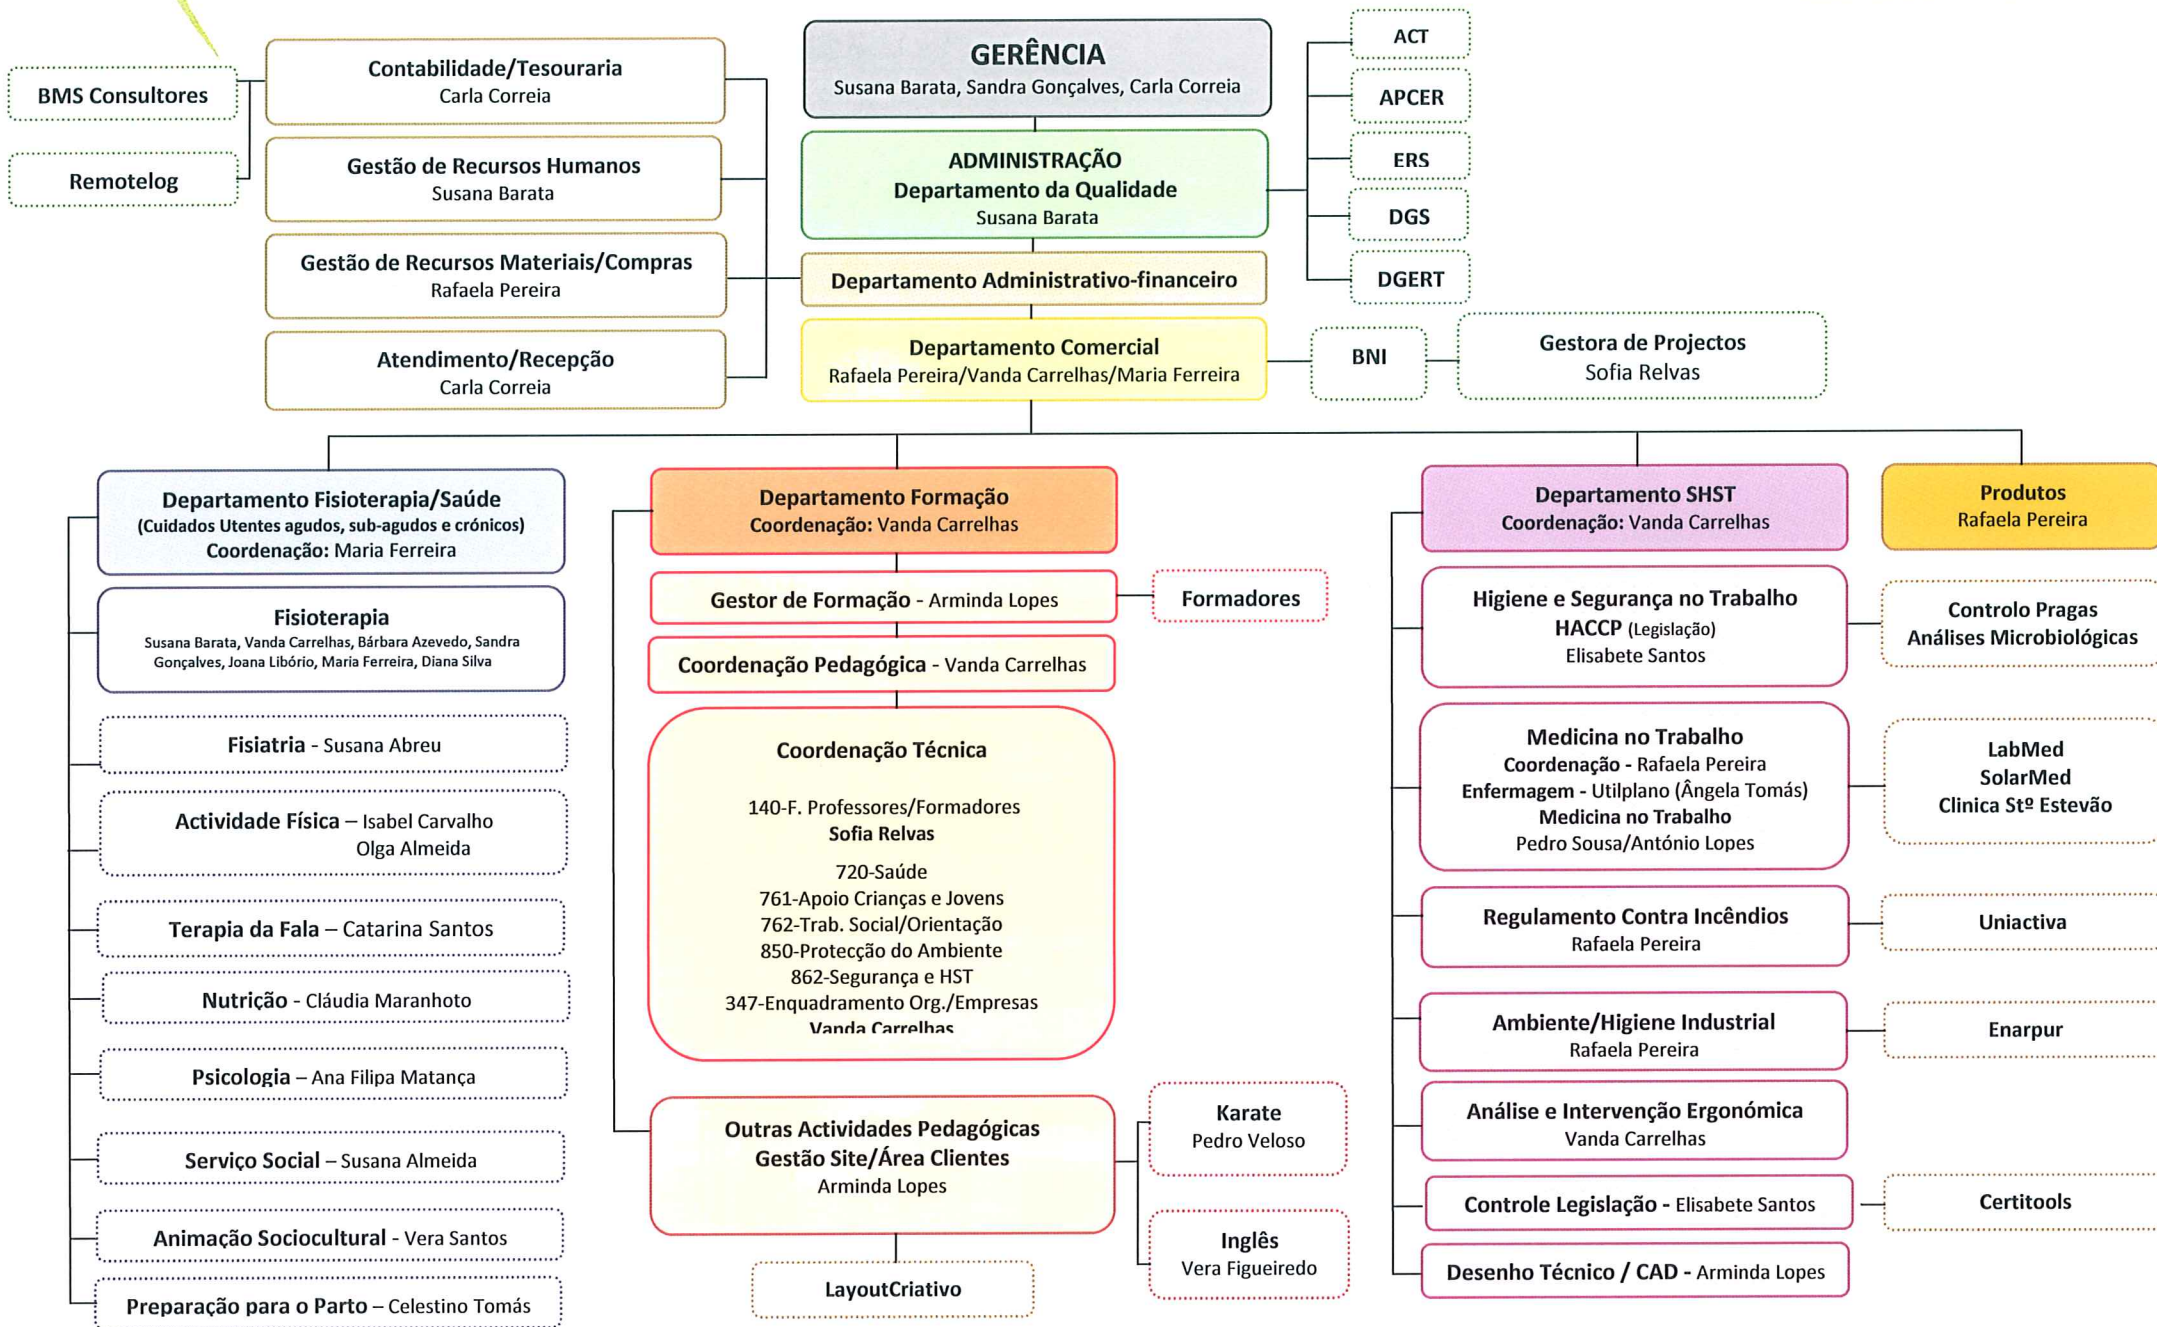 GERÊNCIA
Susana Barata, Sandra Gonçalves, Carla Correia
ADMINISTRAÇÃO
Departamento da Qualidade
Susana Barata
Departamento Administrativo-financeiro
Departamento Comercial
Rafaela Pereira/Vanda Carrelhas/Maria Ferreira
BMS Consultores
Remotelog
Contabilidade/Tesouraria
Carla Correia
Gestão de Recursos Humanos
Susana Barata
Gestão de Recursos Materiais/Compras
Rafaela Pereira
Atendimento/Recepção
Carla Correia
ACT
APCER
ERS
DGS
DGERT
BNI
Gestora de Projectos
Sofia Relvas
Departamento Fisioterapia/Saúde
(Cuidados Utentes agudos, sub-agudos e crónicos)
Coordenação: Maria Ferreira
Fisioterapia
Susana Barata, Vanda Carrelhas, Bárbara Azevedo, Sandra
Gonçalves, Joana Libório, Maria Ferreira, Diana Silva
Fisiatria - Susana Abreu
Actividade Física – Isabel Carvalho
Olga Almeida
Terapia da Fala – Catarina Santos
Nutrição - Cláudia Maranhoto
Psicologia – Ana Filipa Matança
Serviço Social – Susana Almeida
Animação Sociocultural - Vera Santos
Preparação para o Parto – Celestino Tomás
Departamento Formação
Coordenação: Vanda Carrelhas
Gestor de Formação - Arminda Lopes
Formadores
Coordenação Pedagógica - Vanda Carrelhas
Coordenação Técnica
140-F. Professores/Formadores
Sofia Relvas
720-Saúde
761-Apoio Crianças e Jovens
762-Trab. Social/Orientação
850-Protecção do Ambiente
862-Segurança e HST
347-Enquadramento Org./Empresas
Vanda Carrelhas
Outras Actividades Pedagógicas
Gestão Site/Área Clientes
Arminda Lopes
Karate
Pedro Veloso
Inglês
Vera Figueiredo
LayoutCriativo
Departamento SHST
Coordenação: Vanda Carrelhas
Higiene e Segurança no Trabalho
HACCP (Legislação)
Elisabete Santos
Medicina no Trabalho
Coordenação - Rafaela Pereira
Enfermagem - Utilplano (Ângela Tomás)
Medicina no Trabalho
Pedro Sousa/António Lopes
Regulamento Contra Incêndios
Rafaela Pereira
Ambiente/Higiene Industrial
Rafaela Pereira
Análise e Intervenção Ergonómica
Vanda Carrelhas
Controle Legislação - Elisabete Santos
Desenho Técnico / CAD - Arminda Lopes
Produtos
Rafaela Pereira
Controlo Pragas
Análises Microbiológicas
LabMed
SolarMed
Clinica Stº Estevão
Uniactiva
Enarpur
Certitools